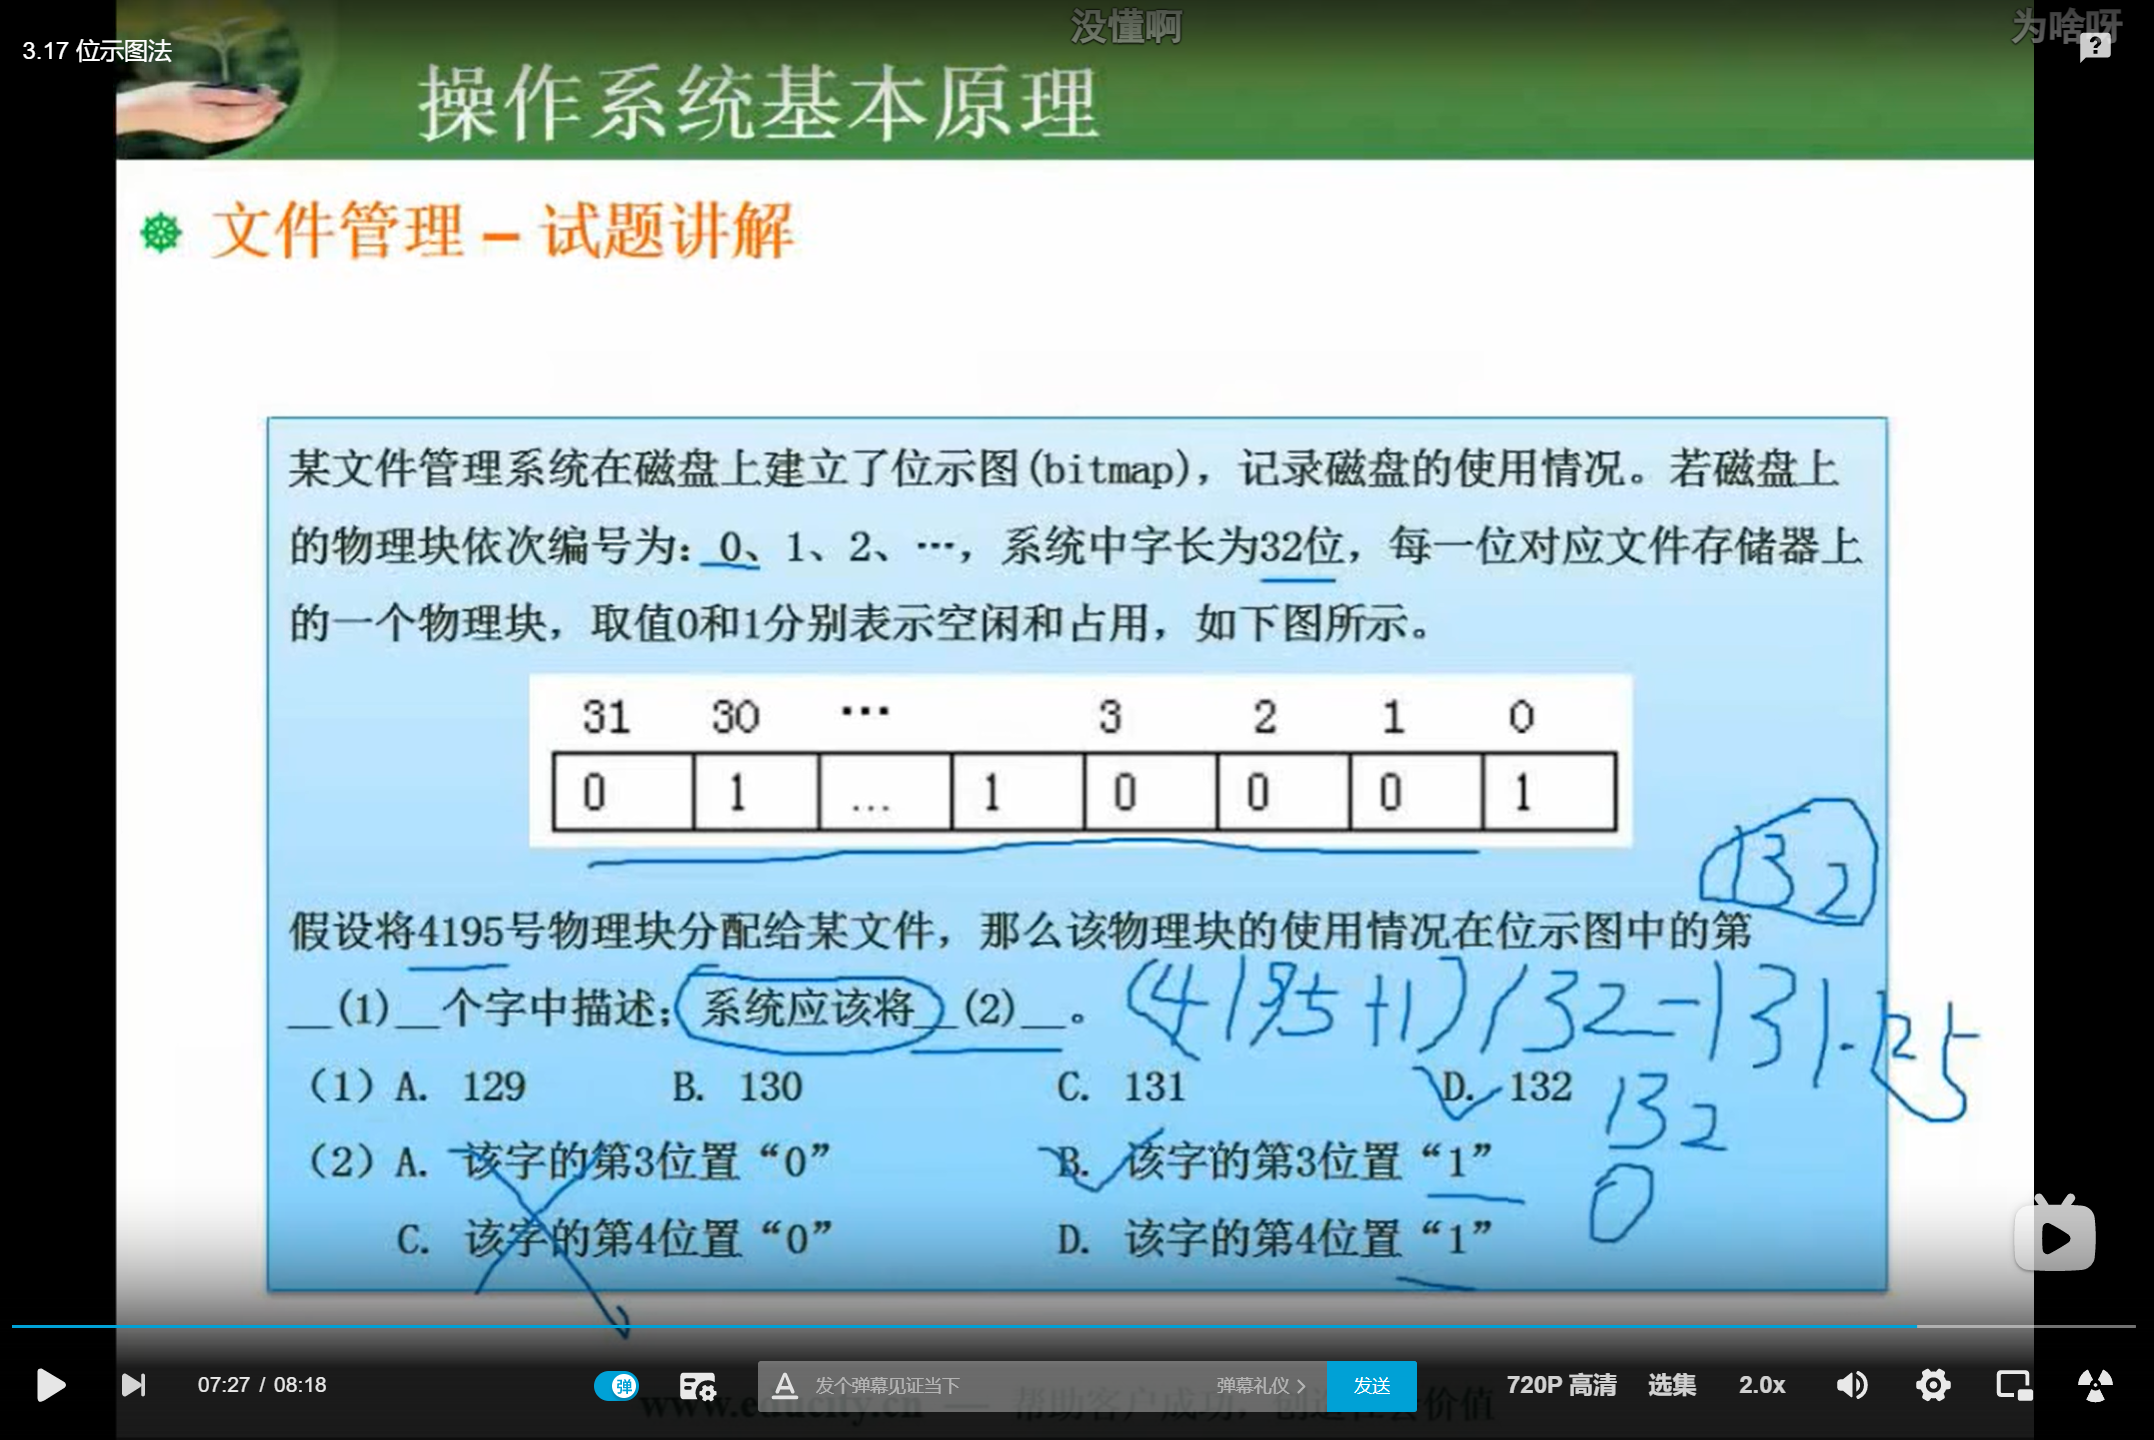 没懂啊
为啥呀
3.17 位示图法
操作系统基本原理
文件管理 – 试题讲解
某文件管理系统在磁盘上建立了位示图(bitmap)，记录磁盘的使用情况。若磁盘上
的物理块依次编号为：0、1、2、…，系统中字长为32位，每一位对应文件存储器上
的一个物理块，取值0和1分别表示空闲和占用，如下图所示。
31 30 … 3 2 1 0
0 1 … 1 0 0 0 1
132
假设将4195号物理块分配给某文件，那么该物理块的使用情况在位示图中的第
__(1)__个字中描述；系统应该将__(2)__。
(4195+1)/32-131.125
（1）A. 129 B. 130 C. 131 D. 132
132
（2）A. 该字的第3位置“0” B. 该字的第3位置“1”
0
C. 该字的第4位置“0” D. 该字的第4位置“1”
07:27 / 08:18
弹
发个弹幕见证当下
弹幕礼仪 >
发送
720P 高清
选集
2.0x
www.educity.cn — 帮助客户成功，创造社会价值